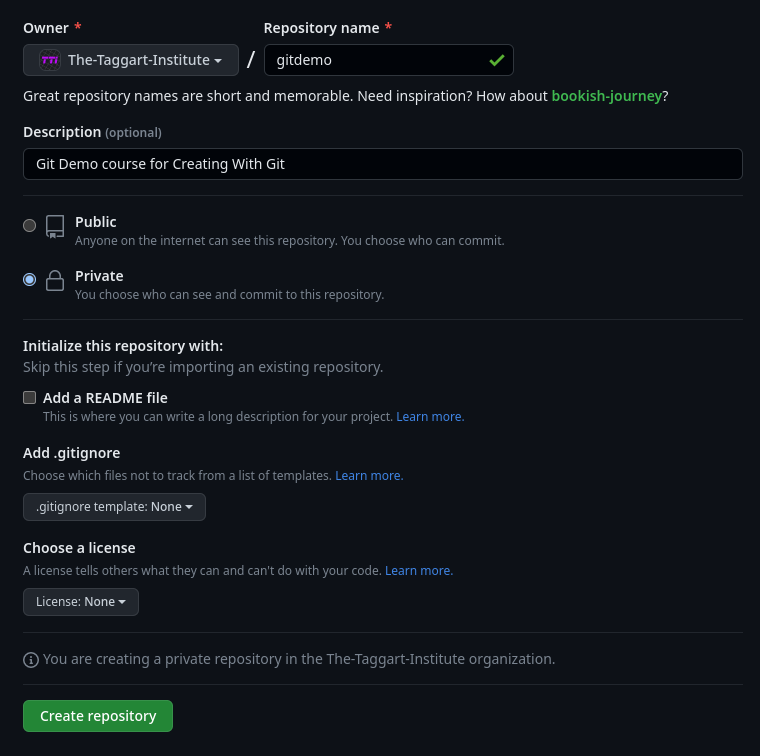 Owner * Repository name *
TTI The-Taggart-Institute / gitdemo
Great repository names are short and memorable. Need inspiration? How about bookish-journey?
Description (optional)
Git Demo course for Creating With Git
Public
Anyone on the internet can see this repository. You choose who can commit.
Private
You choose who can see and commit to this repository.
Initialize this repository with:
Skip this step if you’re importing an existing repository.
Add a README file
This is where you can write a long description for your project. Learn more.
Add .gitignore
Choose which files not to track from a list of templates. Learn more.
.gitignore template: None
Choose a license
A license tells others what they can and can't do with your code. Learn more.
License: None
You are creating a private repository in the The-Taggart-Institute organization.
Create repository